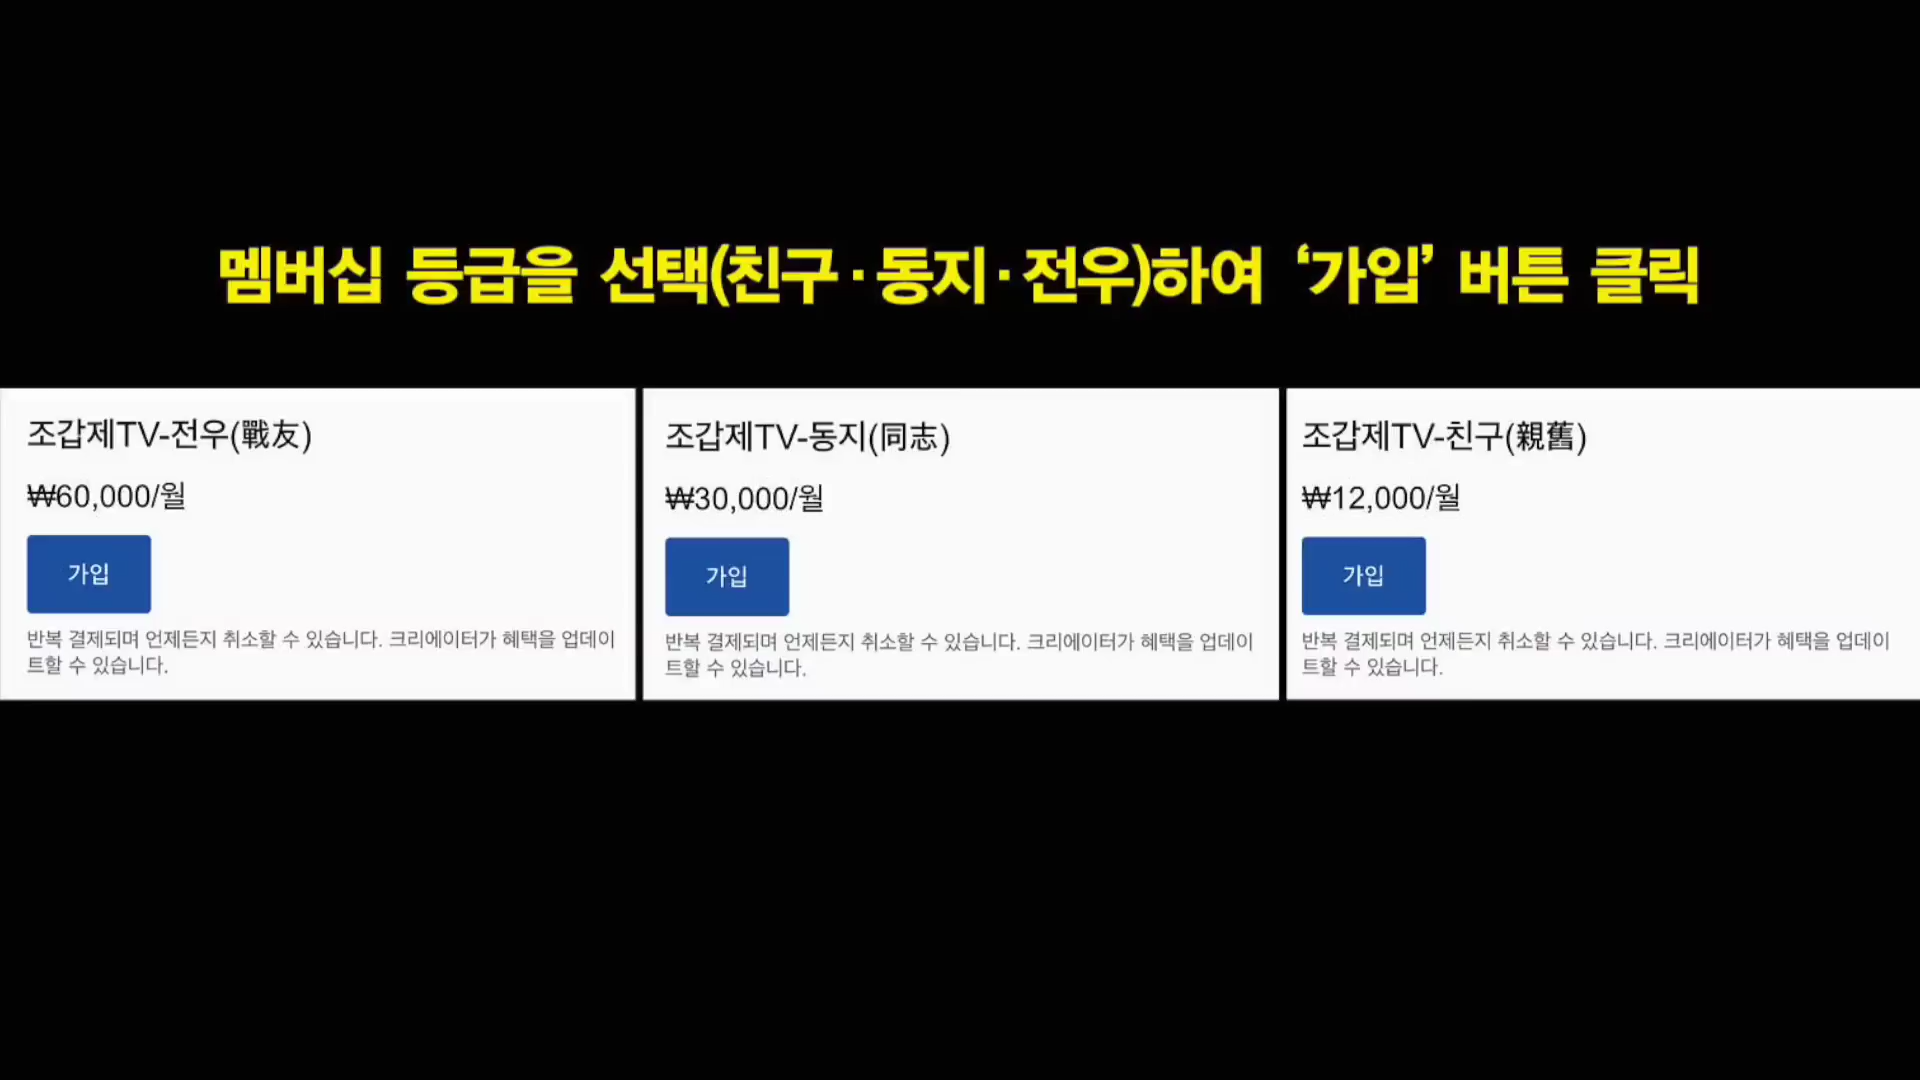 멤버십 등급을 선택(친구·동지·전우)하여 ‘가입’ 버튼 클릭
조갑제TV-전우(戰友)
₩60,000/월
가입
반복 결제되며 언제든지 취소할 수 있습니다. 크리에이터가 혜택을 업데이
트할 수 있습니다.
조갑제TV-동지(同志)
₩30,000/월
가입
반복 결제되며 언제든지 취소할 수 있습니다. 크리에이터가 혜택을 업데이
트할 수 있습니다.
조갑제TV-친구(親舊)
₩12,000/월
가입
반복 결제되며 언제든지 취소할 수 있습니다. 크리에이터가 혜택을 업데이
트할 수 있습니다.